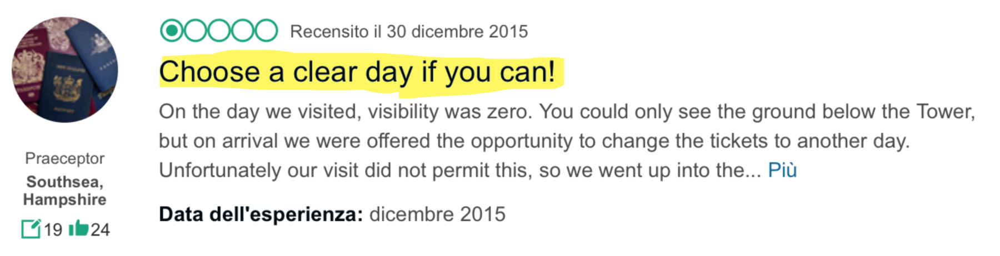 Recensito il 30 dicembre 2015
Choose a clear day if you can!
On the day we visited, visibility was zero. You could only see the ground below the Tower,
but on arrival we were offered the opportunity to change the tickets to another day.
Unfortunately our visit did not permit this, so we went up into the... Più
Data dell'esperienza: dicembre 2015
Praeceptor
Southsea,
Hampshire
19 24